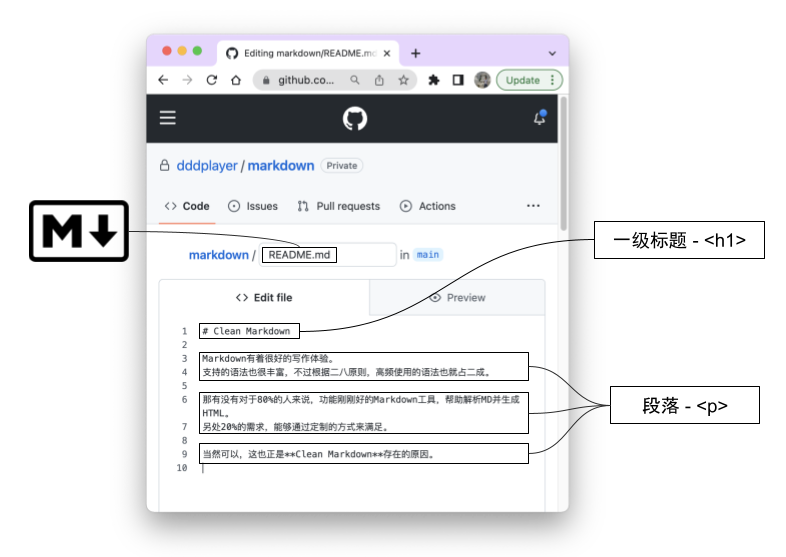 Editing markdown/README.md
github.co...
Update
dddplayer / markdown Private
Code Issues Pull requests Actions
M
markdown / README.md in main
一级标题 - <h1>
Edit file Preview
1 # Clean Markdown
2
3 Markdown有着很好的写作体验。
4 支持的语法也很丰富，不过根据二八原则，高频使用的语法也就占二成。
5
6 那有没有对于80%的人来说，功能刚刚好的Markdown工具，帮助解析MD并生成
HTML。
7 另处20%的需求，能够通过定制的方式来满足。
段落 - <p>
8
9 当然可以，这也正是**Clean Markdown**存在的原因。
10